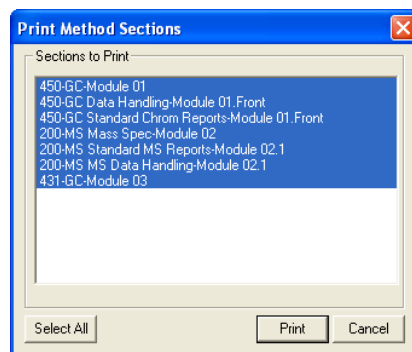 Print Method Sections
Sections to Print
450-GC-Module 01
450-GC Data Handling-Module 01.Front
450-GC Standard Chrom Reports-Module 01.Front
200-MS Mass Spec-Module 02
200-MS Standard MS Reports-Module 02.1
200-MS MS Data Handling-Module 02.1
431-GC-Module 03
Select All
Print
Cancel